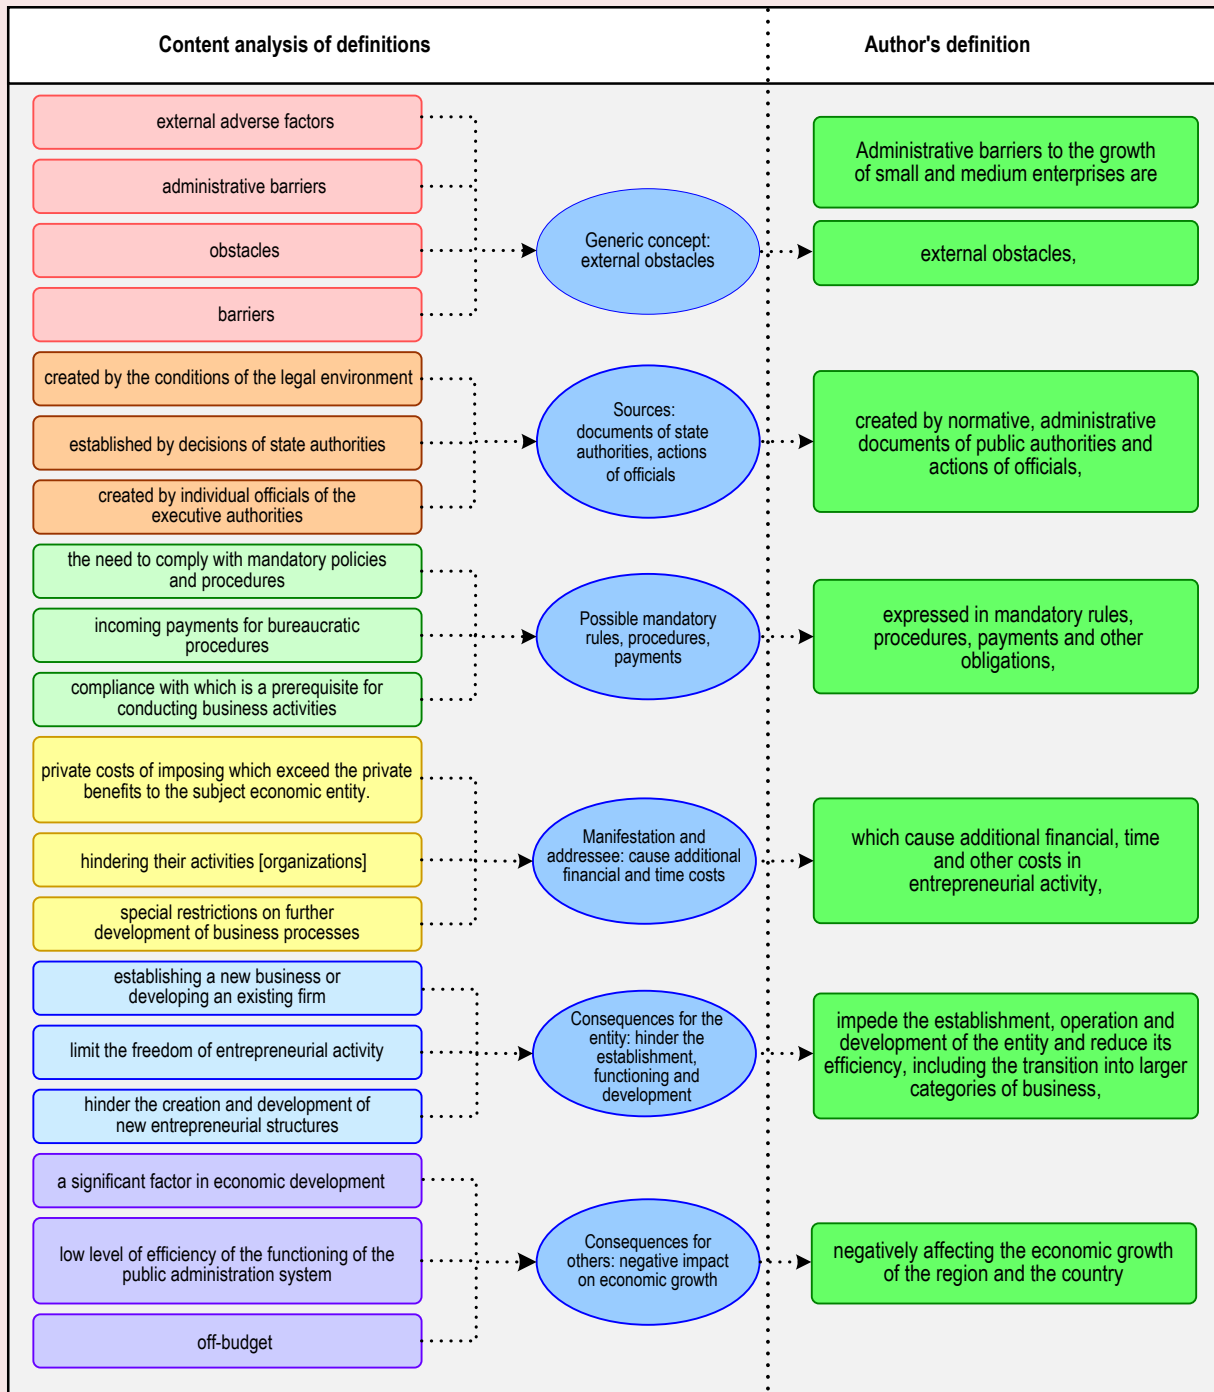 Content analysis of definitions
Author's definition
external adverse factors
administrative barriers
obstacles
barriers
Generic concept:
external obstacles
Administrative barriers to the growth
of small and medium enterprises are
external obstacles,
created by the conditions of the legal environment
established by decisions of state authorities
created by individual officials of the
executive authorities
Sources:
documents of state
authorities, actions
of officials
created by normative, administrative
documents of public authorities and
actions of officials,
the need to comply with mandatory policies
and procedures
incoming payments for bureaucratic
procedures
compliance with which is a prerequisite for
conducting business activities
Possible mandatory
rules, procedures,
payments
expressed in mandatory rules,
procedures, payments and other
obligations,
private costs of imposing which exceed the private
benefits to the subject economic entity.
hindering their activities [organizations]
special restrictions on further
development of business processes
Manifestation and
addressee: cause additional
financial and time costs
which cause additional financial, time
and other costs in
entrepreneurial activity,
establishing a new business or
developing an existing firm
limit the freedom of entrepreneurial activity
hinder the creation and development of
new entrepreneurial structures
Consequences for the
entity: hinder the
establishment,
functioning and
development
impede the establishment, operation and
development of the entity and reduce its
efficiency, including the transition into larger
categories of business,
a significant factor in economic development
low level of efficiency of the functioning of the
public administration system
off-budget
Consequences for
others: negative impact
on economic growth
negatively affecting the economic growth
of the region and the country